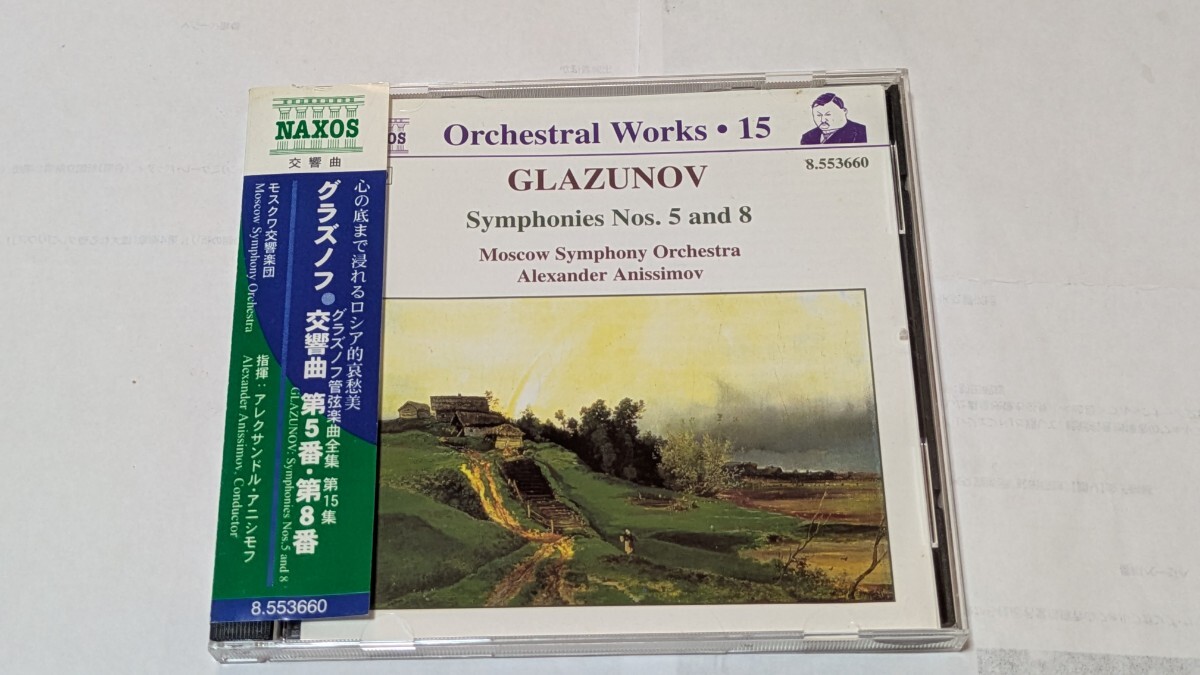 NAXOS
交響曲
心の底まで浸れるロシア的哀愁美
グラズノフ管弦楽曲全集 第15集
グラズノフ●交響曲 第5番・第8番
GLAZUNOV: Symphonies Nos.5 and 8
モスクワ交響楽団
Moscow Symphony Orchestra
指揮：アレクサンドル・アニシモフ
Alexander Anissimov, Conductor
8.553660
OS
Orchestral Works • 15
8.553660
GLAZUNOV
Symphonies Nos. 5 and 8
Moscow Symphony Orchestra
Alexander Anissimov